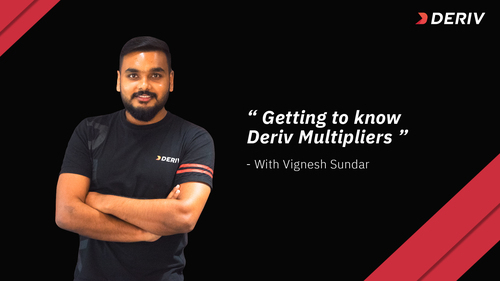 DERIV
“ Getting to know
Deriv Multipliers ”
- With Vignesh Sundar
DERIV